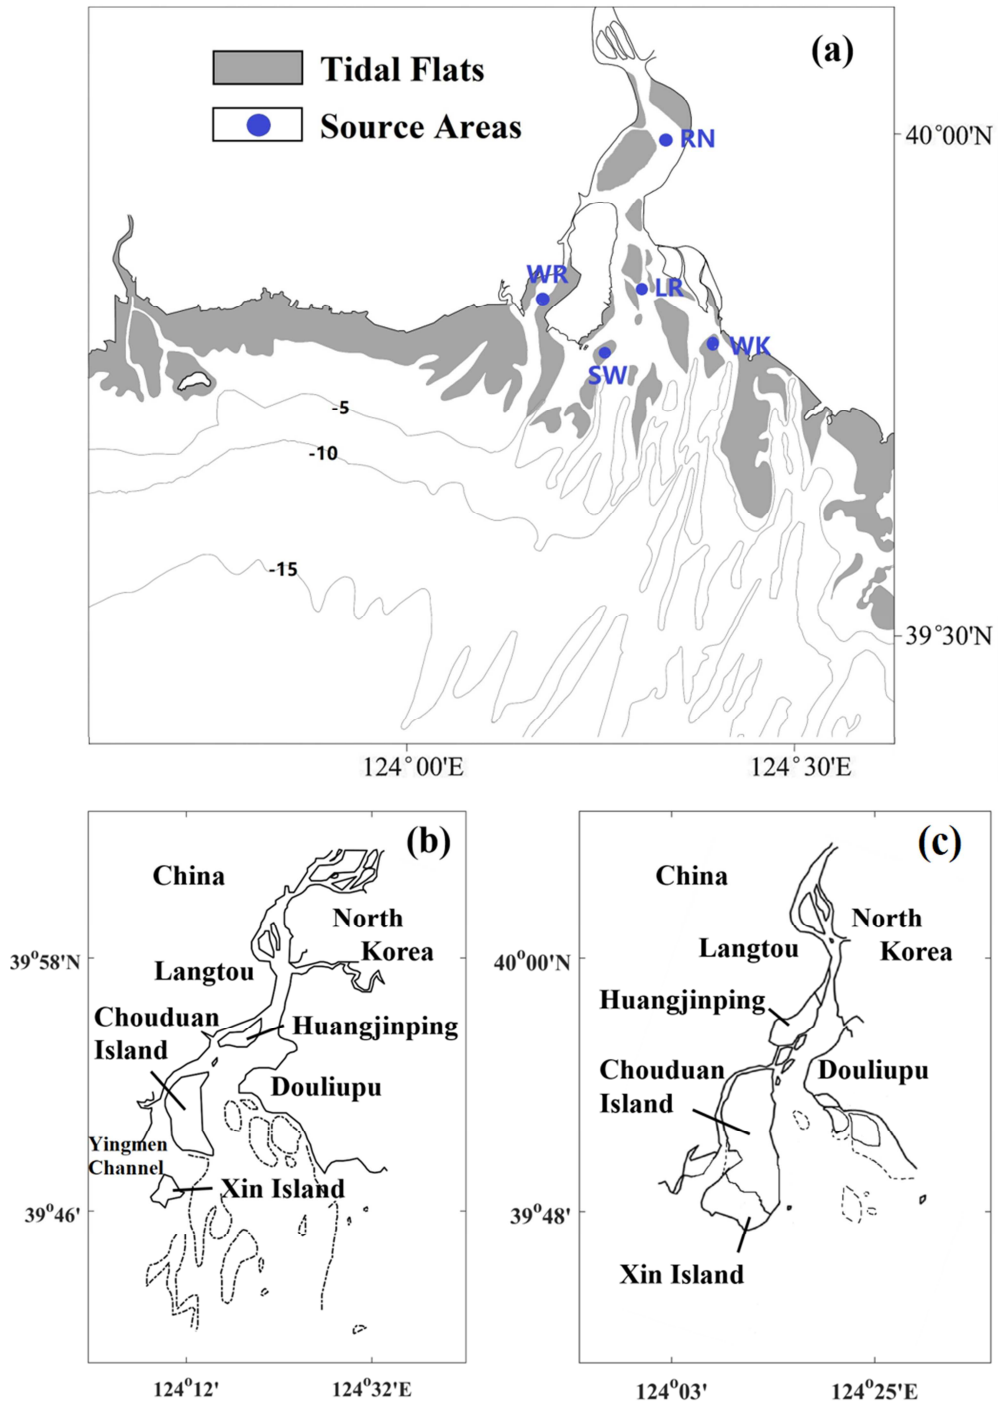 (a)
Tidal Flats
Source Areas
RN
40°00'N
WR
LR
WK
SW
-5
-10
-15
39°30'N
124°00'E
124°30'E
(b)
China
North
Korea
39°58'N
Langtou
Chouduan
Island
Huangjinping
Douliupu
Yingmen
Channel
Xin Island
39°46'
124°12'
124°32'E
(c)
China
North
Korea
Langtou
40°00'N
Huangjinping
Chouduan
Island
Douliupu
39°48'
Xin Island
124°03'
124°25'E